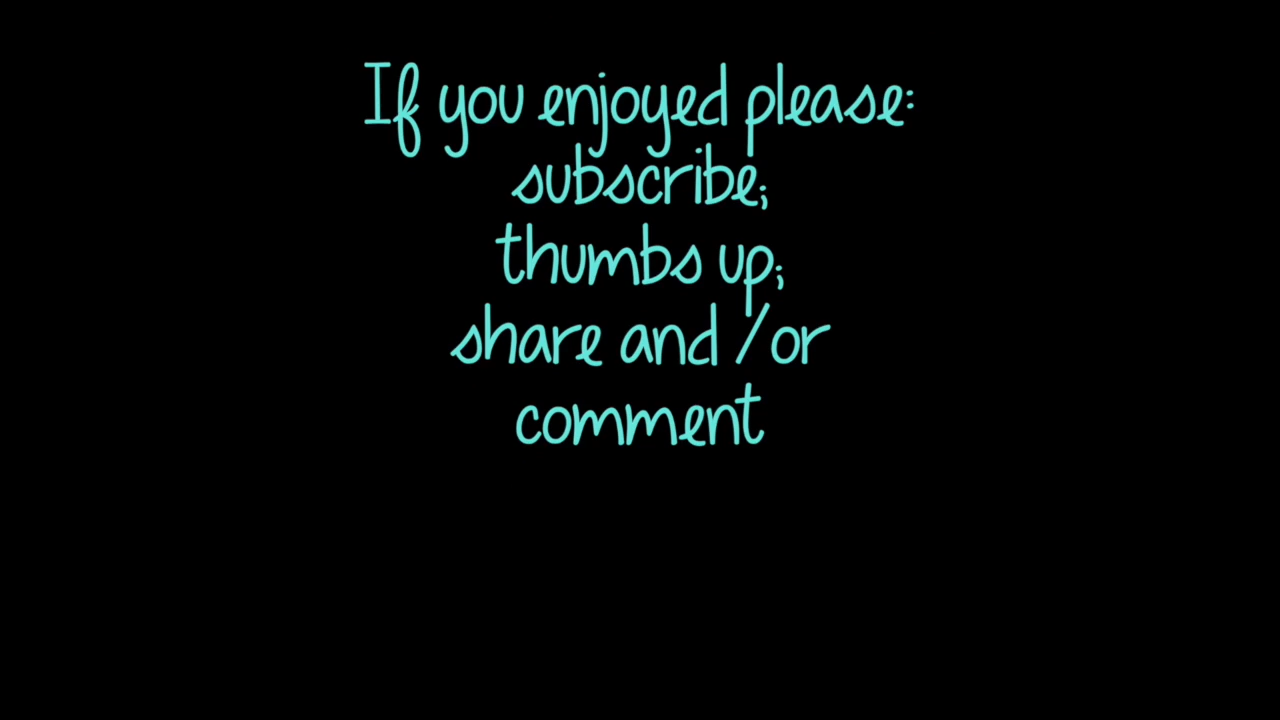 If you enjoyed please:
subscribe;
thumbs up;
share and /or
comment